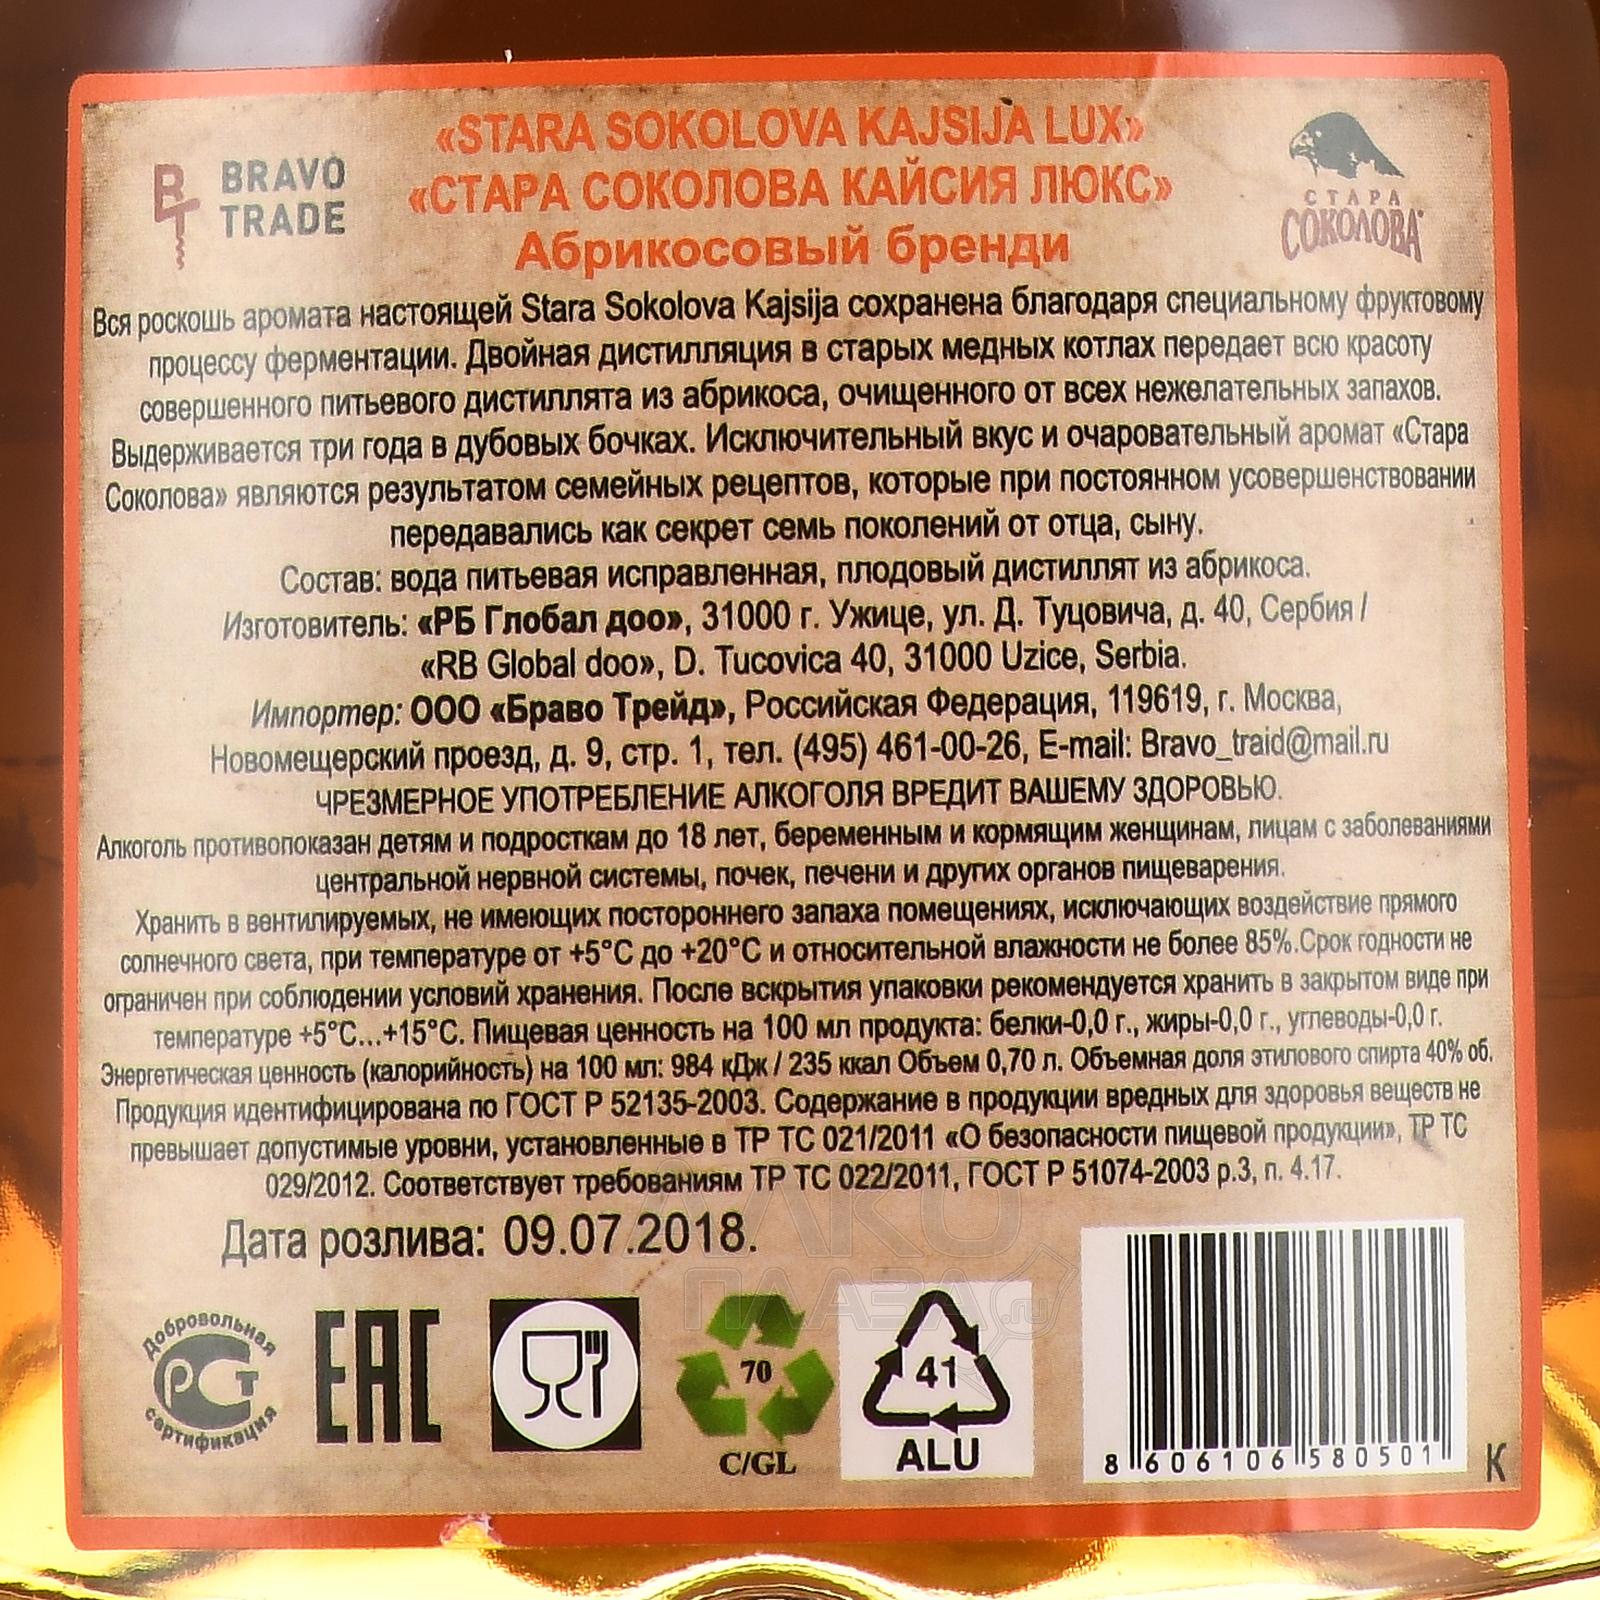 «STARA SOKOLOVA KAJSIJA LUX»
BRAVO
TRADE
«СТАРА СОКОЛОВА КАЙСИЯ ЛЮКС»
СТАРА
СОКОЛОВА
Абрикосовый бренди
Вся роскошь аромата настоящей Stara Sokolova Kajsija сохранена благодаря специальному фруктовому
процессу ферментации. Двойная дистилляция в старых медных котлах передает всю красоту
совершенного питьевого дистиллята из абрикоса, очищенного от всех нежелательных запахов.
Выдерживается три года в дубовых бочках. Исключительный вкус и очаровательный аромат «Стара
Соколова» являются результатом семейных рецептов, которые при постоянном усовершенствовании
передавались как секрет семь поколений от отца, сыну.
Состав: вода питьевая исправленная, плодовый дистиллят из абрикоса.
Изготовитель: «РБ Глобал доо», 31000 г. Ужице, ул. Д. Туцовича, д. 40, Сербия /
«RB Global doo», D. Tucovica 40, 31000 Uzice, Serbia.
Импортер: ООО «Браво Трейд», Российская Федерация, 119619, г. Москва,
Новомещерский проезд, д. 9, стр. 1, тел. (495) 461-00-26, E-mail: Bravo_traid@mail.ru
ЧРЕЗМЕРНОЕ УПОТРЕБЛЕНИЕ АЛКОГОЛЯ ВРЕДИТ ВАШЕМУ ЗДОРОВЬЮ.
Алкоголь противопоказан детям и подросткам до 18 лет, беременным и кормящим женщинам, лицам с заболеваниями
центральной нервной системы, почек, печени и других органов пищеварения.
Хранить в вентилируемых, не имеющих постороннего запаха помещениях, исключающих воздействие прямого
солнечного света, при температуре от +5°С до +20°С и относительной влажности не более 85%.Срок годности не
ограничен при соблюдении условий хранения. После вскрытия упаковки рекомендуется хранить в закрытом виде при
температуре +5°С...+15°С. Пищевая ценность на 100 мл продукта: белки-0,0 г., жиры-0,0 г., углеводы-0,0 г.
Энергетическая ценность (калорийность) на 100 мл: 984 кДж / 235 ккал Объем 0,70 л. Объемная доля этилового спирта 40% об.
Продукция идентифицирована по ГОСТ Р 52135-2003. Содержание в продукции вредных для здоровья веществ не
превышает допустимые уровни, установленные в ТР ТС 021/2011 «О безопасности пищевой продукции», ТР ТС
029/2012. Соответствует требованиям ТР ТС 022/2011, ГОСТ Р 51074-2003 р.3, п. 4.17.
Дата розлива: 09.07.2018.
Добровольная
РСТ
сертификация
EAC
70
C/GL
41
ALU
8 606106 580501
К
АЛКО
ПЛАЗА.ru